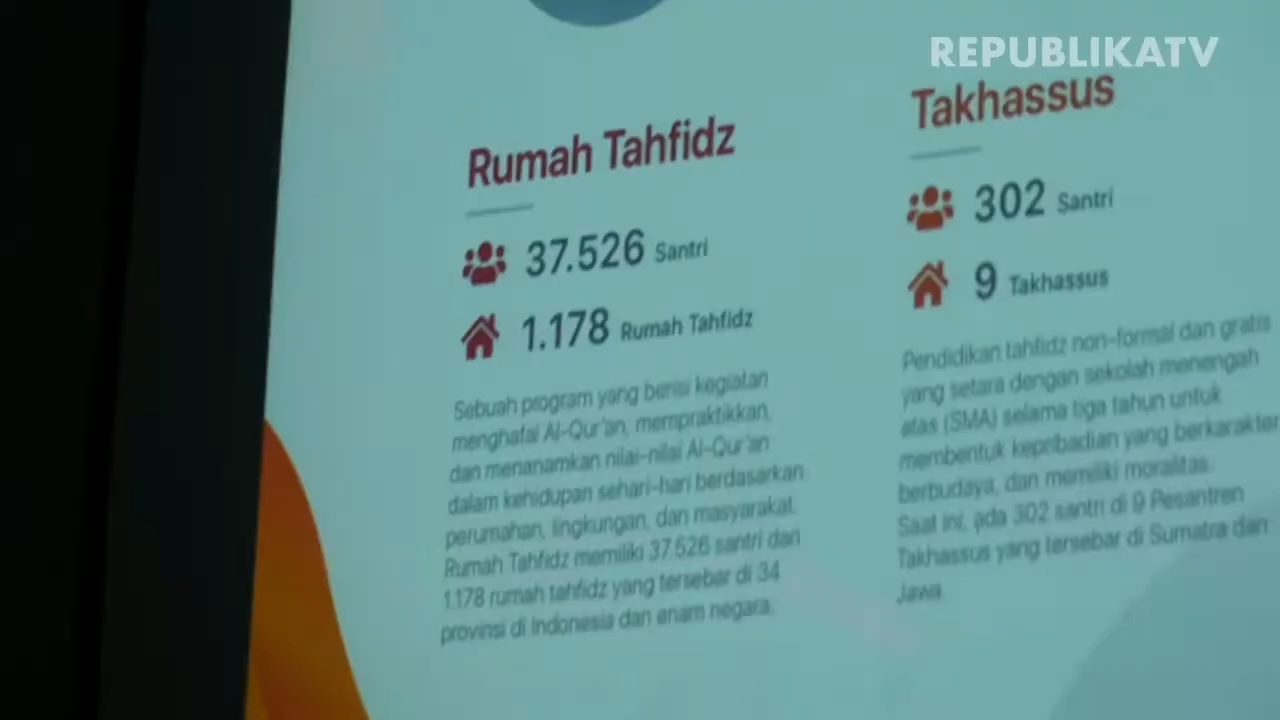 REPUBLIKATV
Rumah Tahfidz
37.526 Santri
1.178 Rumah Tahfidz
Sebuah program yang berisi kegiatan
menghafal Al-Qur'an, mempraktikkan,
dan menanamkan nilai-nilai Al-Qur'an
dalam kehidupan sehari-hari berdasarkan
perumahan, lingkungan, dan masyarakat.
Rumah Tahfidz memiliki 37.526 santri dan
1.178 rumah tahfidz yang tersebar di 34
provinsi di Indonesia dan enam negara.
Takhassus
302 Santri
9 Takhassus
Pendidikan tahfidz non-formal dan gratis
yang setara dengan sekolah menengah
atas (SMA) selama tiga tahun untuk
membentuk kepribadian yang berkarakter
berbudaya, dan memiliki moralitas.
Saat ini, ada 302 santri di 9 Pesantren
Takhassus yang tersebar di Sumatra dan
Jawa